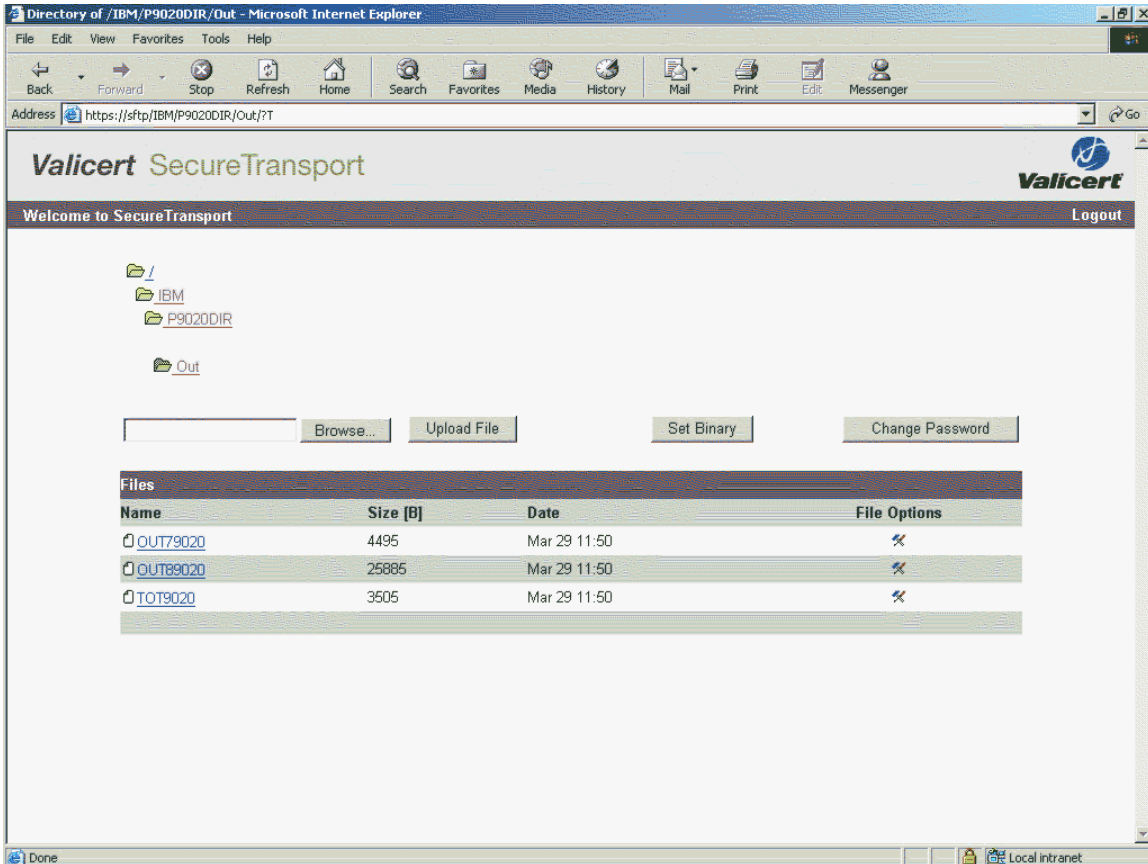 Directory of /IBM/P9020DIR/Out - Microsoft Internet Explorer
File Edit View Favorites Tools Help
Back Forward Stop Refresh Home Search Favorites Media History Mail Print Edit Messenger
Address https://sftp/IBM/P9020DIR/Out/?T Go
Valicert SecureTransport
Valicert
Welcome to SecureTransport Logout
/
IBM
P9020DIR
Out
Browse... Upload File Set Binary Change Password
Files
Name Size [B] Date File Options
OUT79020 4495 Mar 29 11:50
OUT89020 25885 Mar 29 11:50
TOT9020 3505 Mar 29 11:50
Done Local intranet